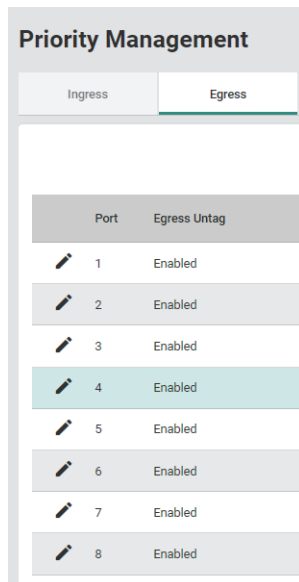 Priority Management
Ingress Egress
Port Egress Untag
1 Enabled
2 Enabled
3 Enabled
4 Enabled
5 Enabled
6 Enabled
7 Enabled
8 Enabled